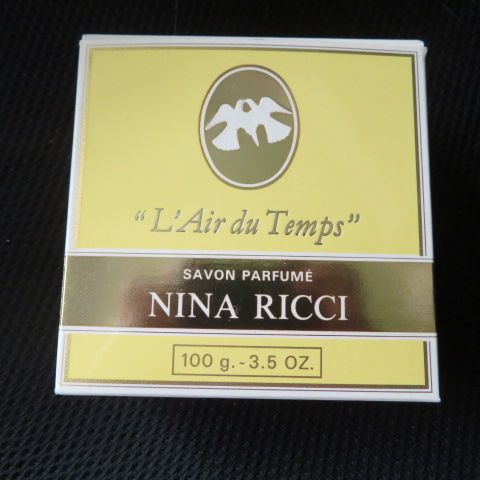 "L'Air du Temps"
SAVON PARFUMÉ
NINA RICCI
100 g.-3.5 OZ.